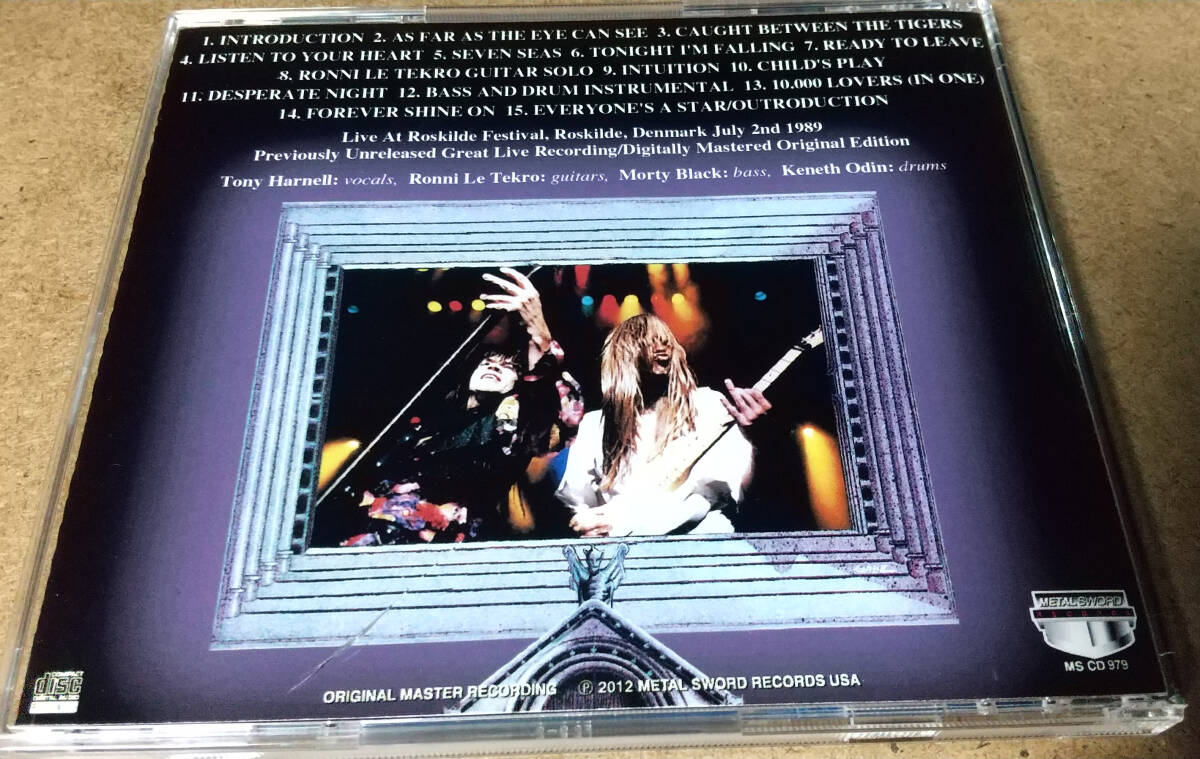 1. INTRODUCTION 2. AS FAR AS THE EYE CAN SEE 3. CAUGHT BETWEEN THE TIGERS
4. LISTEN TO YOUR HEART 5. SEVEN SEAS 6. TONIGHT I'M FALLING 7. READY TO LEAVE
8. RONNI LE TEKRO GUITAR SOLO 9. INTUITION 10. CHILD'S PLAY
11. DESPERATE NIGHT 12. BASS AND DRUM INSTRUMENTAL 13. 10.000 LOVERS (IN ONE)
14. FOREVER SHINE ON 15. EVERYONE'S A STAR/OUTRODUCTION
Live At Roskilde Festival, Roskilde, Denmark July 2nd 1989
Previously Unreleased Great Live Recording/Digitally Mastered Original Edition
Tony Harnell: vocals, Ronni Le Tekro: guitars, Morty Black: bass, Keneth Odin: drums
METAL SWORD
RECORDS
MS CD 979
COMPACT
disc
DIGITAL AUDIO
ORIGINAL MASTER RECORDING ℗ 2012 METAL SWORD RECORDS USA